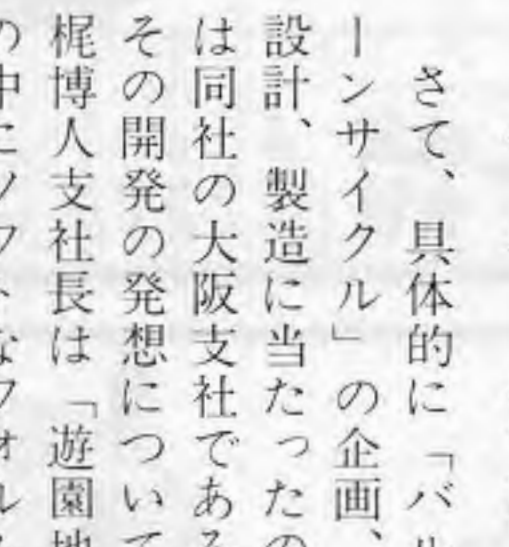 さて、具体的に「バル
ーンサイクル」の企画、
設計、製造に当たったの
は同社の大阪支社である
その開発の発想について
梶博人支社長は「遊園地
の中にソフトなフォルム